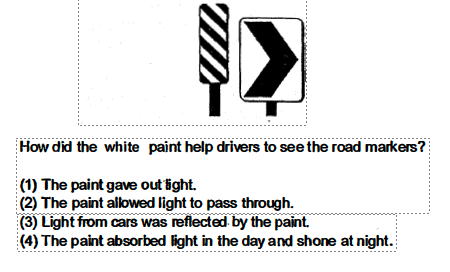 How did the white paint help drivers to see the road markers?
(1) The paint gave out light.
(2) The paint allowed light to pass through.
(3) Light from cars was reflected by the paint.
(4) The paint absorbed light in the day and shone at night.